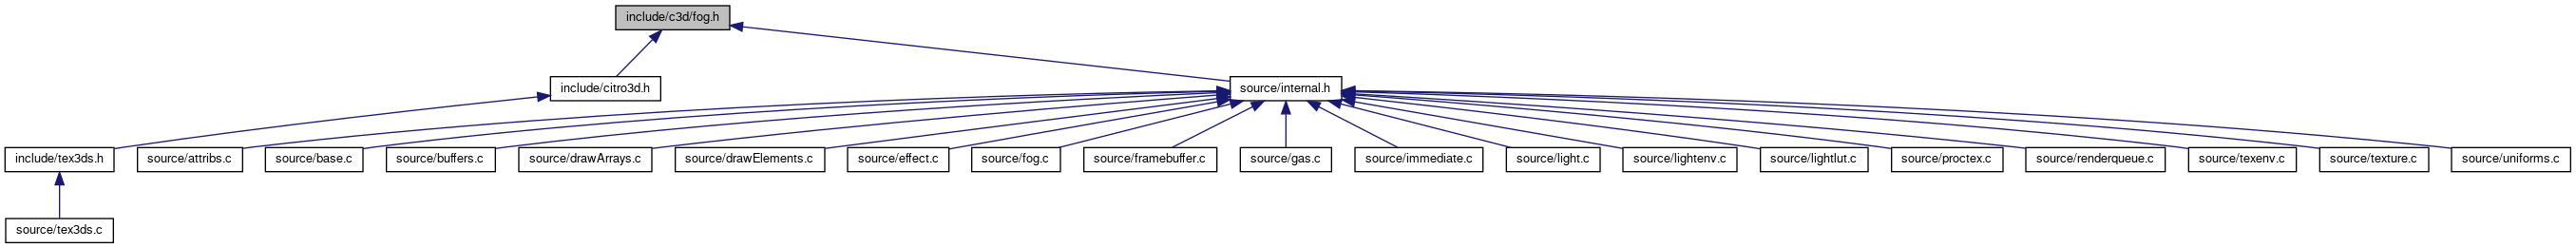 include/c3d/fog.h
include/citro3d.h
source/internal.h
include/tex3ds.h
source/attribs.c
source/base.c
source/buffers.c
source/drawArrays.c
source/drawElements.c
source/effect.c
source/fog.c
source/framebuffer.c
source/gas.c
source/immediate.c
source/light.c
source/lightenv.c
source/lightlut.c
source/proctex.c
source/renderqueue.c
source/texenv.c
source/texture.c
source/uniforms.c
source/tex3ds.c